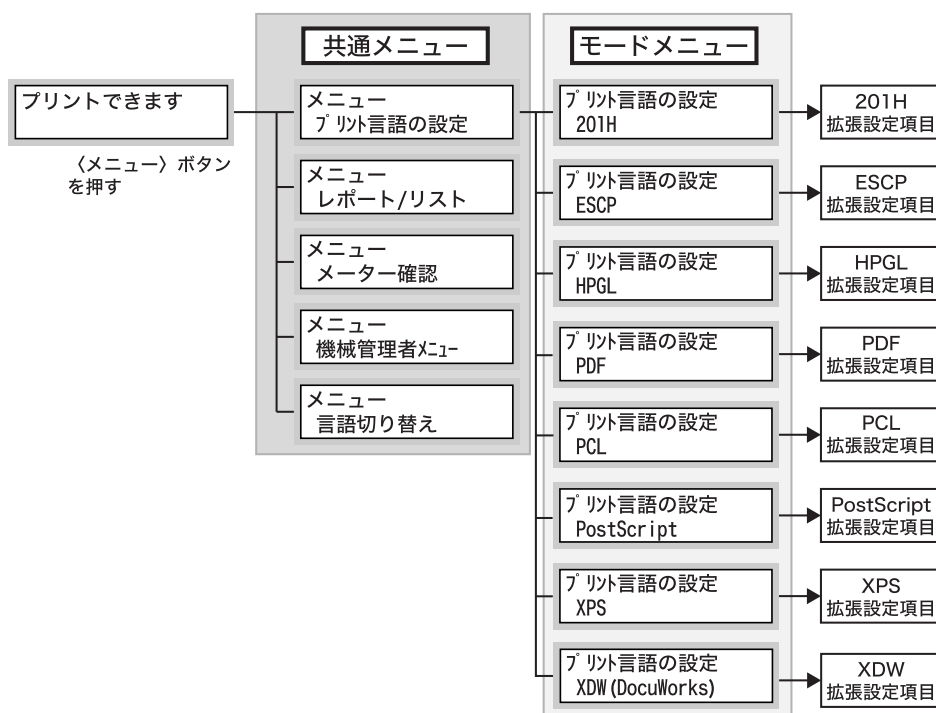 共通メニュー
モードメニュー
プリントできます
〈メニュー〉ボタン
を押す
メニュー
プリント言語の設定
メニュー
レポート/リスト
メニュー
メーター確認
メニュー
機械管理者メニュー
メニュー
言語切り替え
プリント言語の設定
201H
プリント言語の設定
ESCP
プリント言語の設定
HPGL
プリント言語の設定
PDF
プリント言語の設定
PCL
プリント言語の設定
PostScript
プリント言語の設定
XPS
プリント言語の設定
XDW(DocuWorks)
201H
拡張設定項目
ESCP
拡張設定項目
HPGL
拡張設定項目
PDF
拡張設定項目
PCL
拡張設定項目
PostScript
拡張設定項目
XPS
拡張設定項目
XDW
拡張設定項目